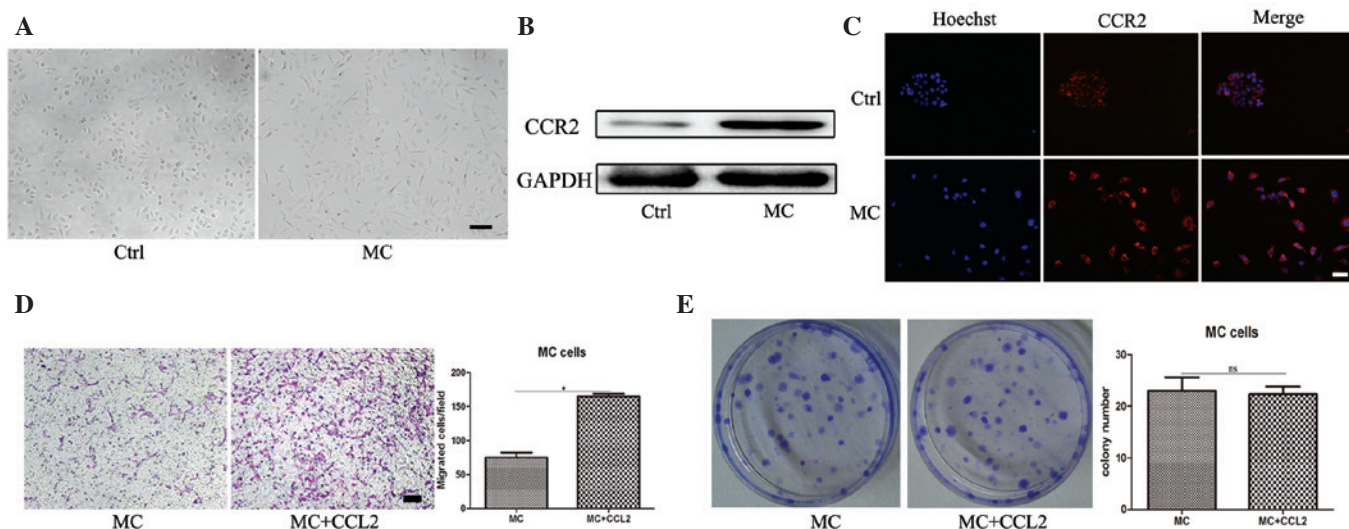 A
Ctrl
MC
B
CCR2
GAPDH
Ctrl
MC
C
Hoechst
CCR2
Merge
Ctrl
MC
D
MC
MC+CCL2
MC cells
Migrated cells/field
200
150
100
50
0
*
MC
MC+CCL2
E
MC
MC+CCL2
MC cells
colony number
30
20
10
0
ns
MC
MC+CCL2